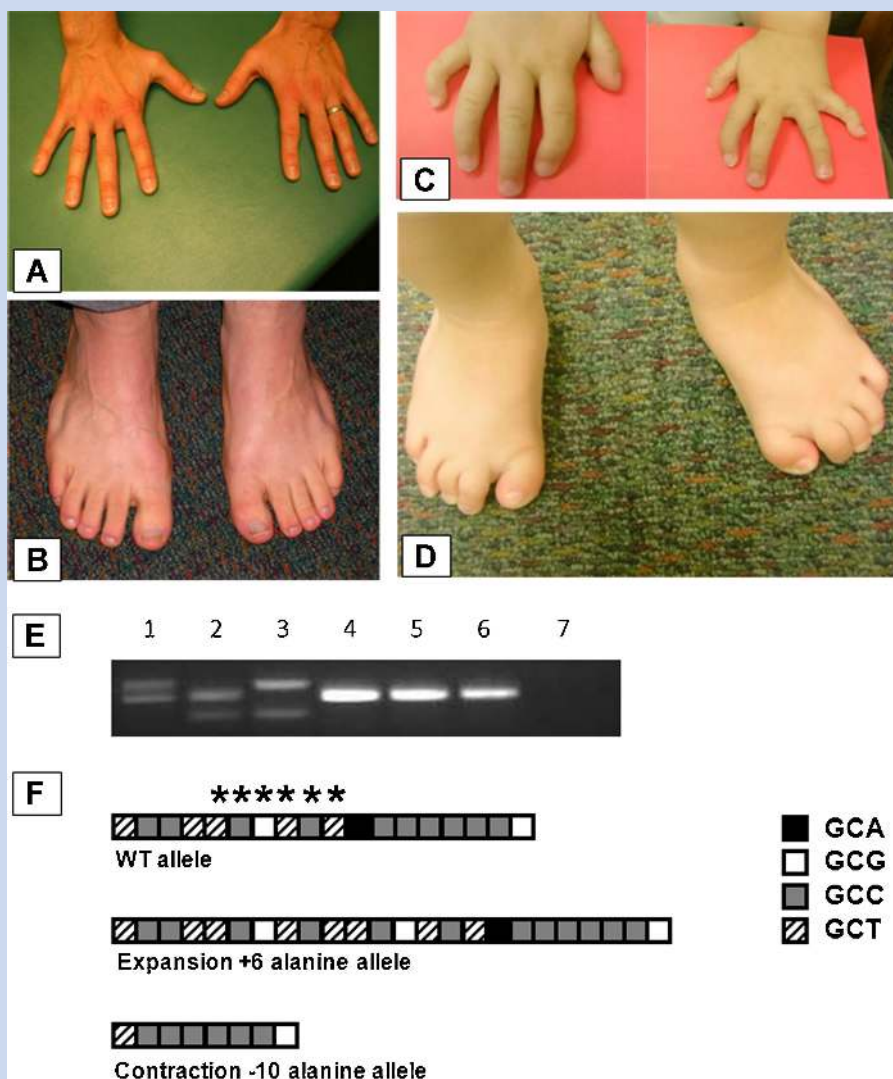 A
B
C
D
E
1 2 3 4 5 6 7
F
******
WT allele
Expansion +6 alanine allele
Contraction -10 alanine allele
GCA
GCG
GCC
GCT